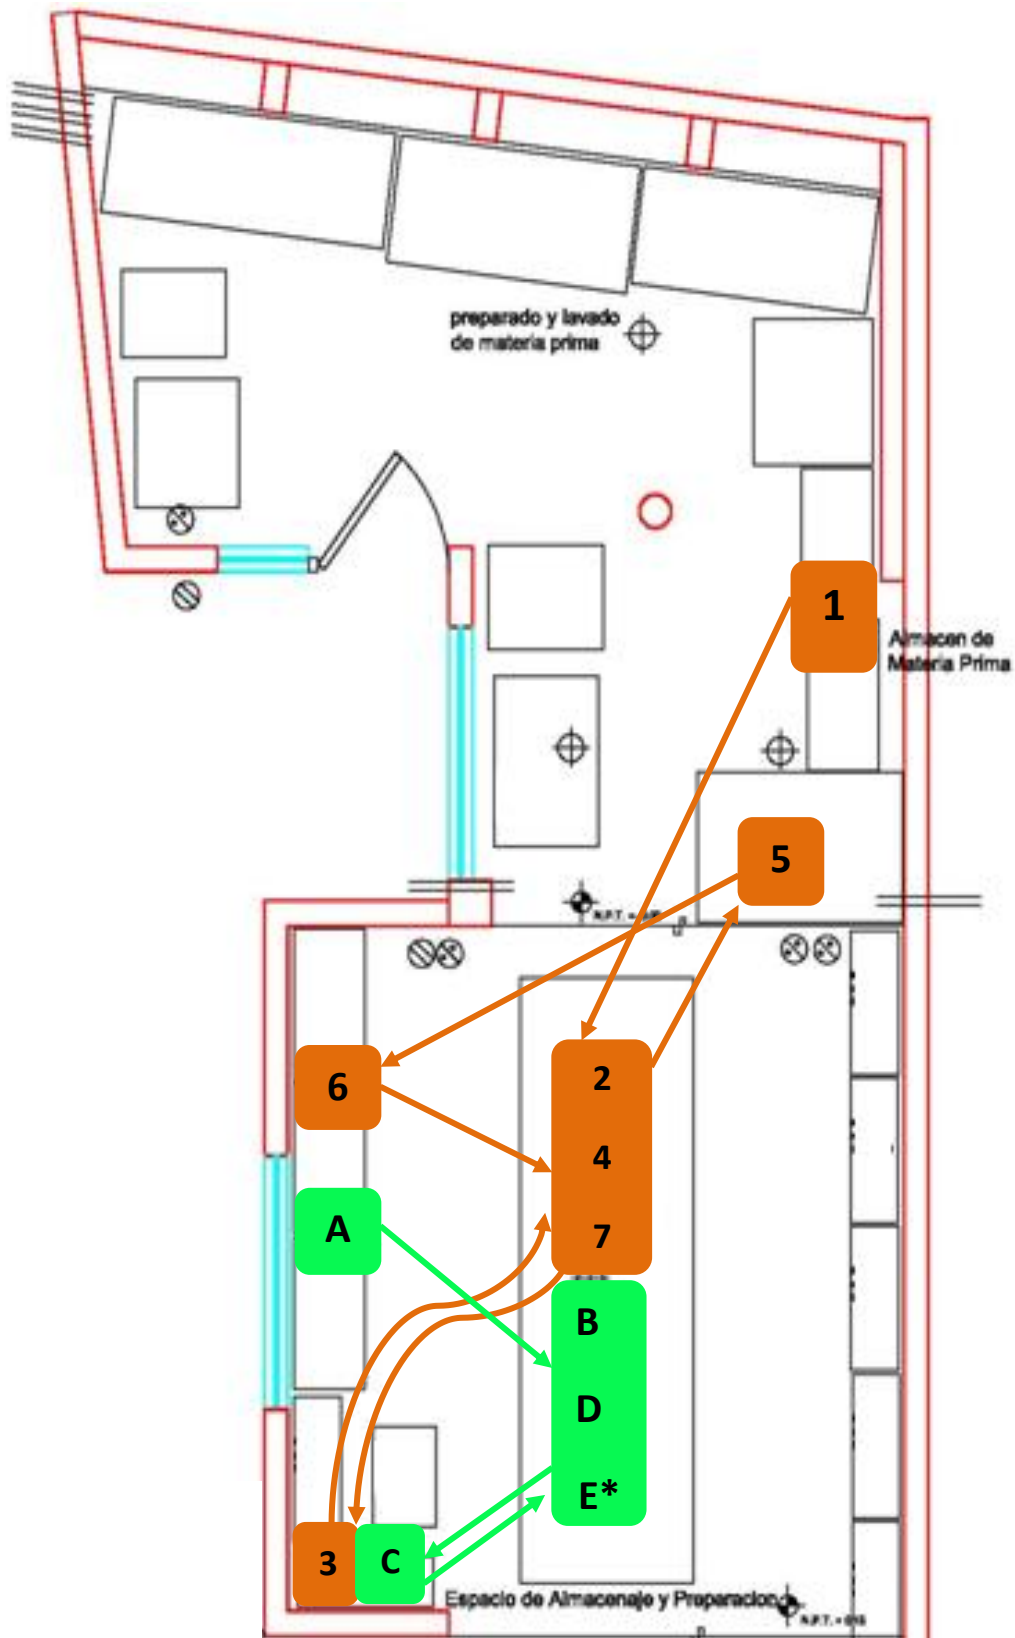 preparado y lavado
de materia prima
1
Almacen de
Materia Prima
5
N.P.T. =
2
6
4
A
7
B
D
E*
3
C
Espacio de Almacenaje y Preparacion
N.P.T. =